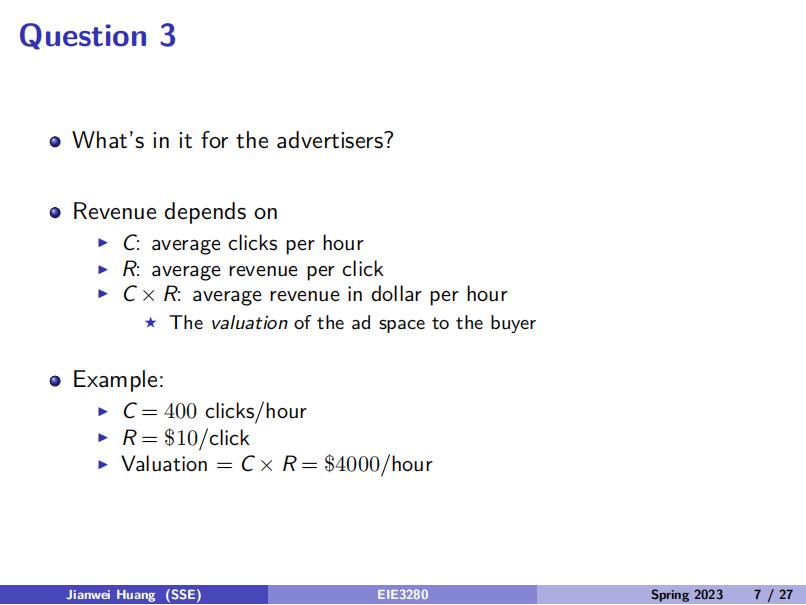 Question 3
What's in it for the advertisers?
Revenue depends on
C: average clicks per hour
R: average revenue per click
C × R: average revenue in dollar per hour
The valuation of the ad space to the buyer
Example:
C = 400 clicks/hour
R = $10/click
Valuation = C × R = $4000/hour
Jianwei Huang (SSE) EIE3280 Spring 2023 7 / 27